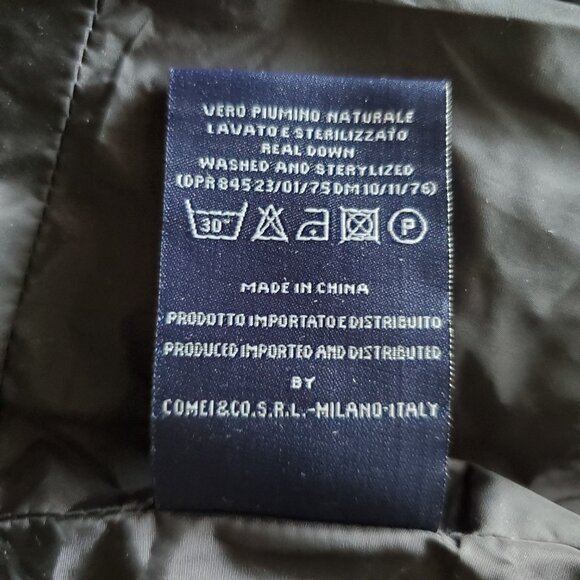 VERO PIUMINO NATURALE
LAVATO E STERILIZZATO
REAL DOWN
WASHED AND STERYLIZED
(DPR 845 23/01/75 DM 10/11/76)
30° P
MADE IN CHINA
PRODOTTO IMPORTATO E DISTRIBUITO
PRODUCED IMPORTED AND DISTRIBUTED
BY
COMEI&CO.S.R.L.-MILANO-ITALY